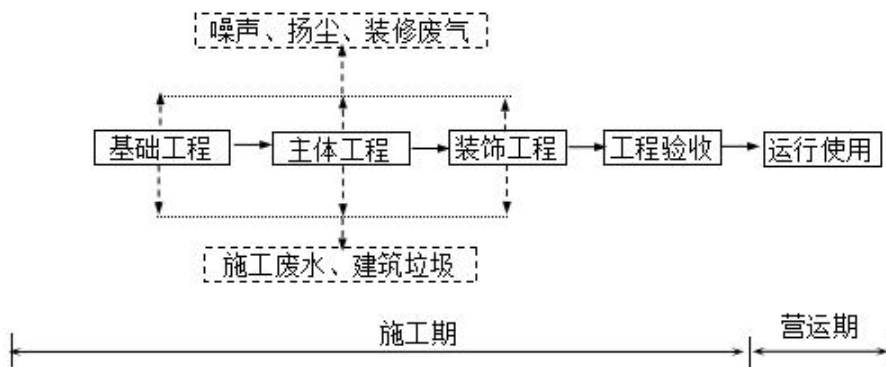 噪声、扬尘、装修废气
基础工程
主体工程
装饰工程
工程验收
运行使用
施工废水、建筑垃圾
施工期
营运期